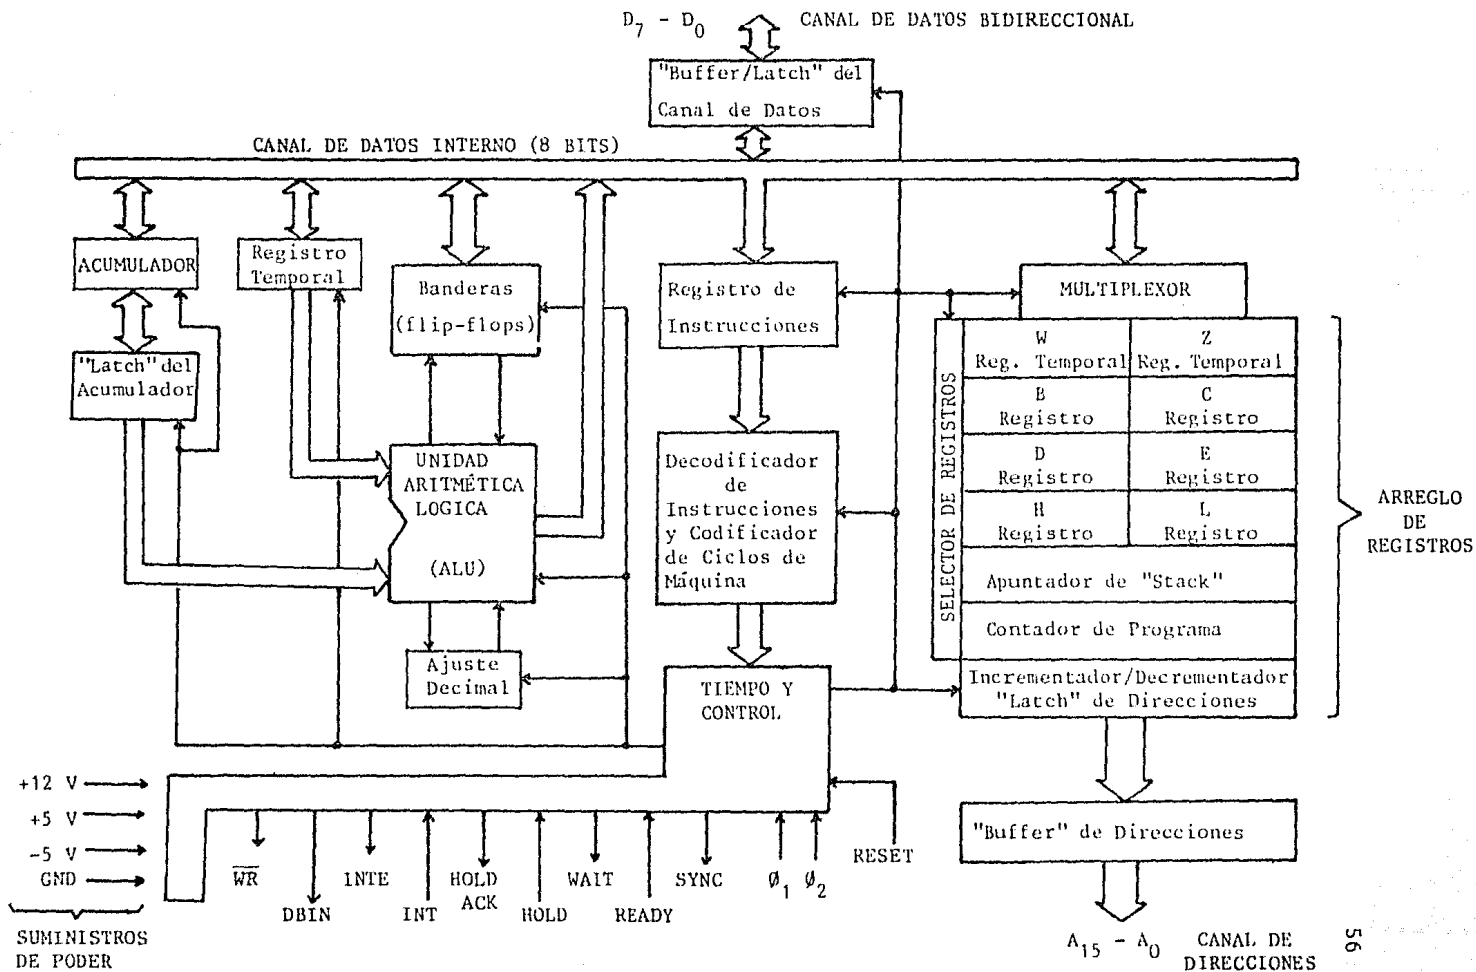 D7 - D0 CANAL DE DATOS BIDIRECCIONAL
"Buffer/Latch" del
Canal de Datos
CANAL DE DATOS INTERNO (8 BITS)
ACUMULADOR
Registro
Temporal
Banderas
(flip-flops)
Registro de
Instrucciones
MULTIPLEXOR
"Latch" del
Acumulador
SELECTOR DE REGISTROS
W
Reg. Temporal
Z
Reg. Temporal
B
Registro
C
Registro
D
Registro
E
Registro
H
Registro
L
Registro
Apuntador de "Stack"
Contador de Programa
Incrementador/Decrementador
"Latch" de Direcciones
ARREGLO
DE
REGISTROS
UNIDAD
ARITMÉTICA
LOGICA
(ALU)
Decodificador
de
Instrucciones
y Codificador
de Ciclos de
Máquina
Ajuste
Decimal
TIEMPO Y
CONTROL
+12 V
+5 V
-5 V
GND
SUMINISTROS
DE PODER
WR
DBIN
INTE
INT
HOLD
ACK
HOLD
WAIT
READY
SYNC
Ø1 Ø2
RESET
"Buffer" de Direcciones
A15 - A0 CANAL DE
DIRECCIONES
56